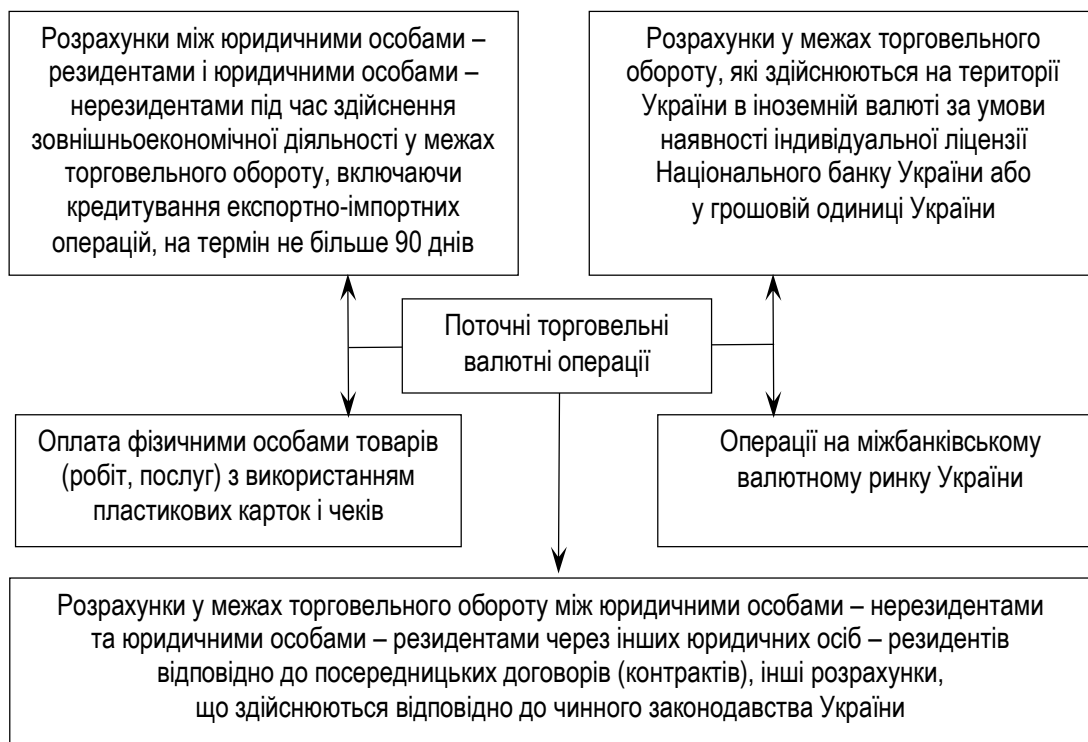 Розрахунки між юридичними особами –
резидентами і юридичними особами –
нерезидентами під час здійснення
зовнішньоекономічної діяльності у межах
торговельного обороту, включаючи
кредитування експортно-імпортних
операцій, на термін не більше 90 днів
Розрахунки у межах торговельного
обороту, які здійснюються на території
України в іноземній валюті за умови
наявності індивідуальної ліцензії
Національного банку України або
у грошовій одиниці України
Поточні торговельні
валютні операції
Оплата фізичними особами товарів
(робіт, послуг) з використанням
пластикових карток і чеків
Операції на міжбанківському
валютному ринку України
Розрахунки у межах торговельного обороту між юридичними особами – нерезидентами
та юридичними особами – резидентами через інших юридичних осіб – резидентів
відповідно до посередницьких договорів (контрактів), інші розрахунки,
що здійснюються відповідно до чинного законодавства України